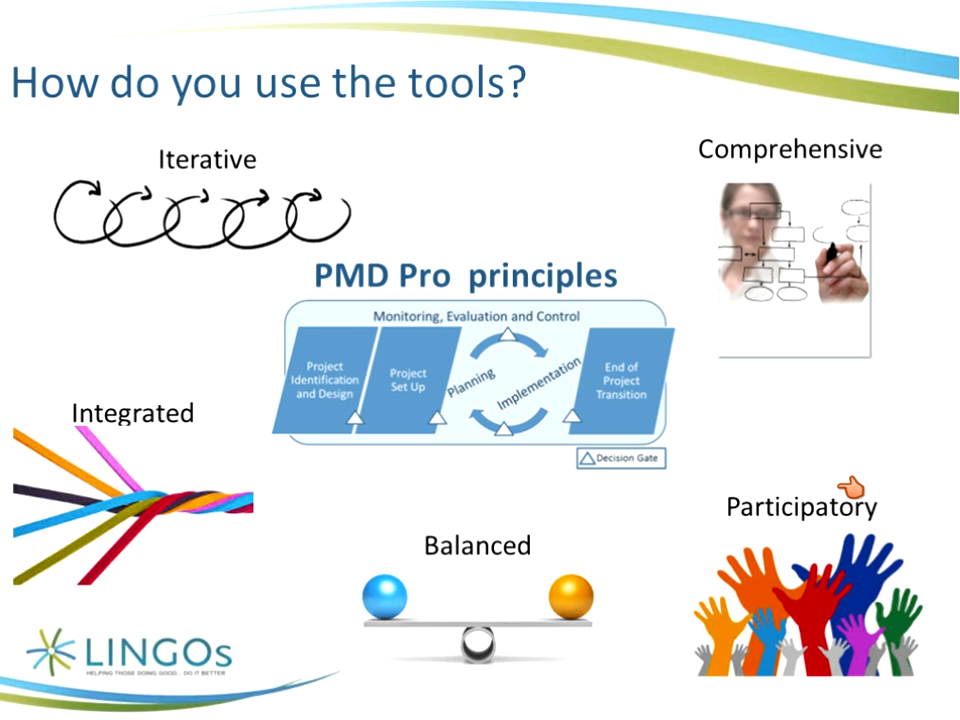 How do you use the tools?
Iterative
Comprehensive
PMD Pro principles
Monitoring, Evaluation and Control
Project
Identification
and Design
Project
Set Up
Planning
Implementation
End of
Project
Transition
Decision Gate
Integrated
Participatory
Balanced
LINGOs
HELPING THOSE DOING GOOD... DO IT BETTER